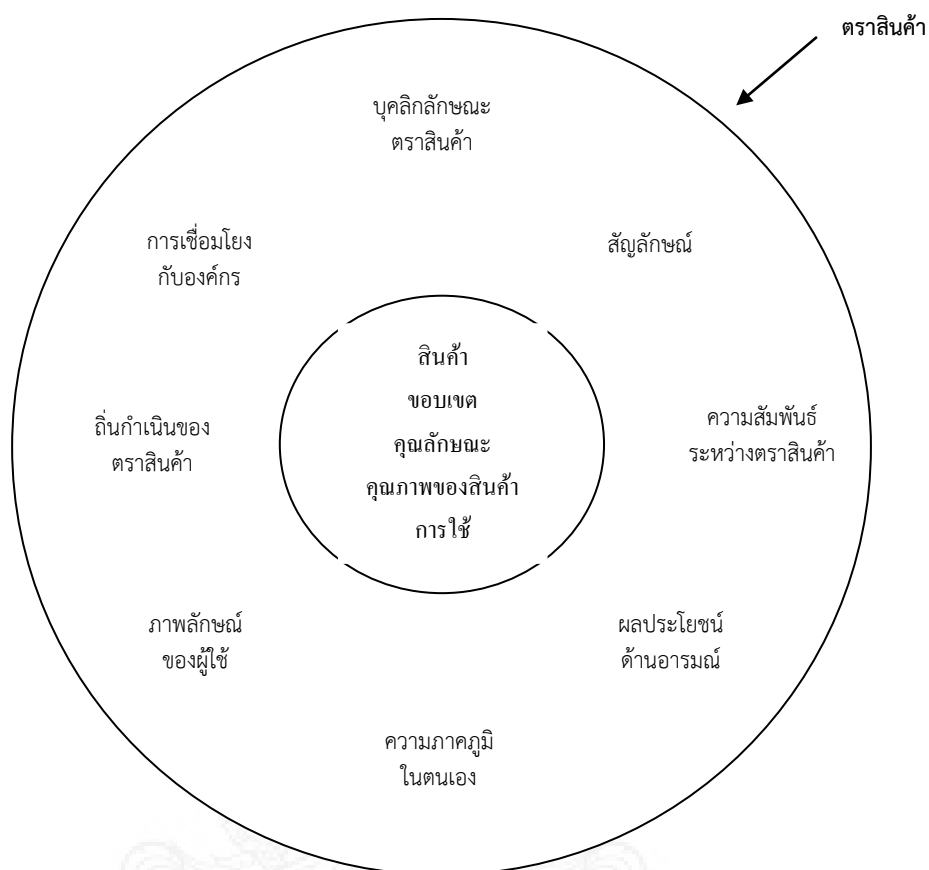 ตราสินค้า
บุคลิกลักษณะ
ตราสินค้า
การเชื่อมโยง
กับองค์กร
สัญลักษณ์
สินค้า
ขอบเขต
คุณลักษณะ
คุณภาพของสินค้า
การใช้
ถิ่นกำเนินของ
ตราสินค้า
ความสัมพันธ์
ระหว่างตราสินค้า
ภาพลักษณ์
ของผู้ใช้
ผลประโยชน์
ด้านอารมณ์
ความภาคภูมิ
ในตนเอง